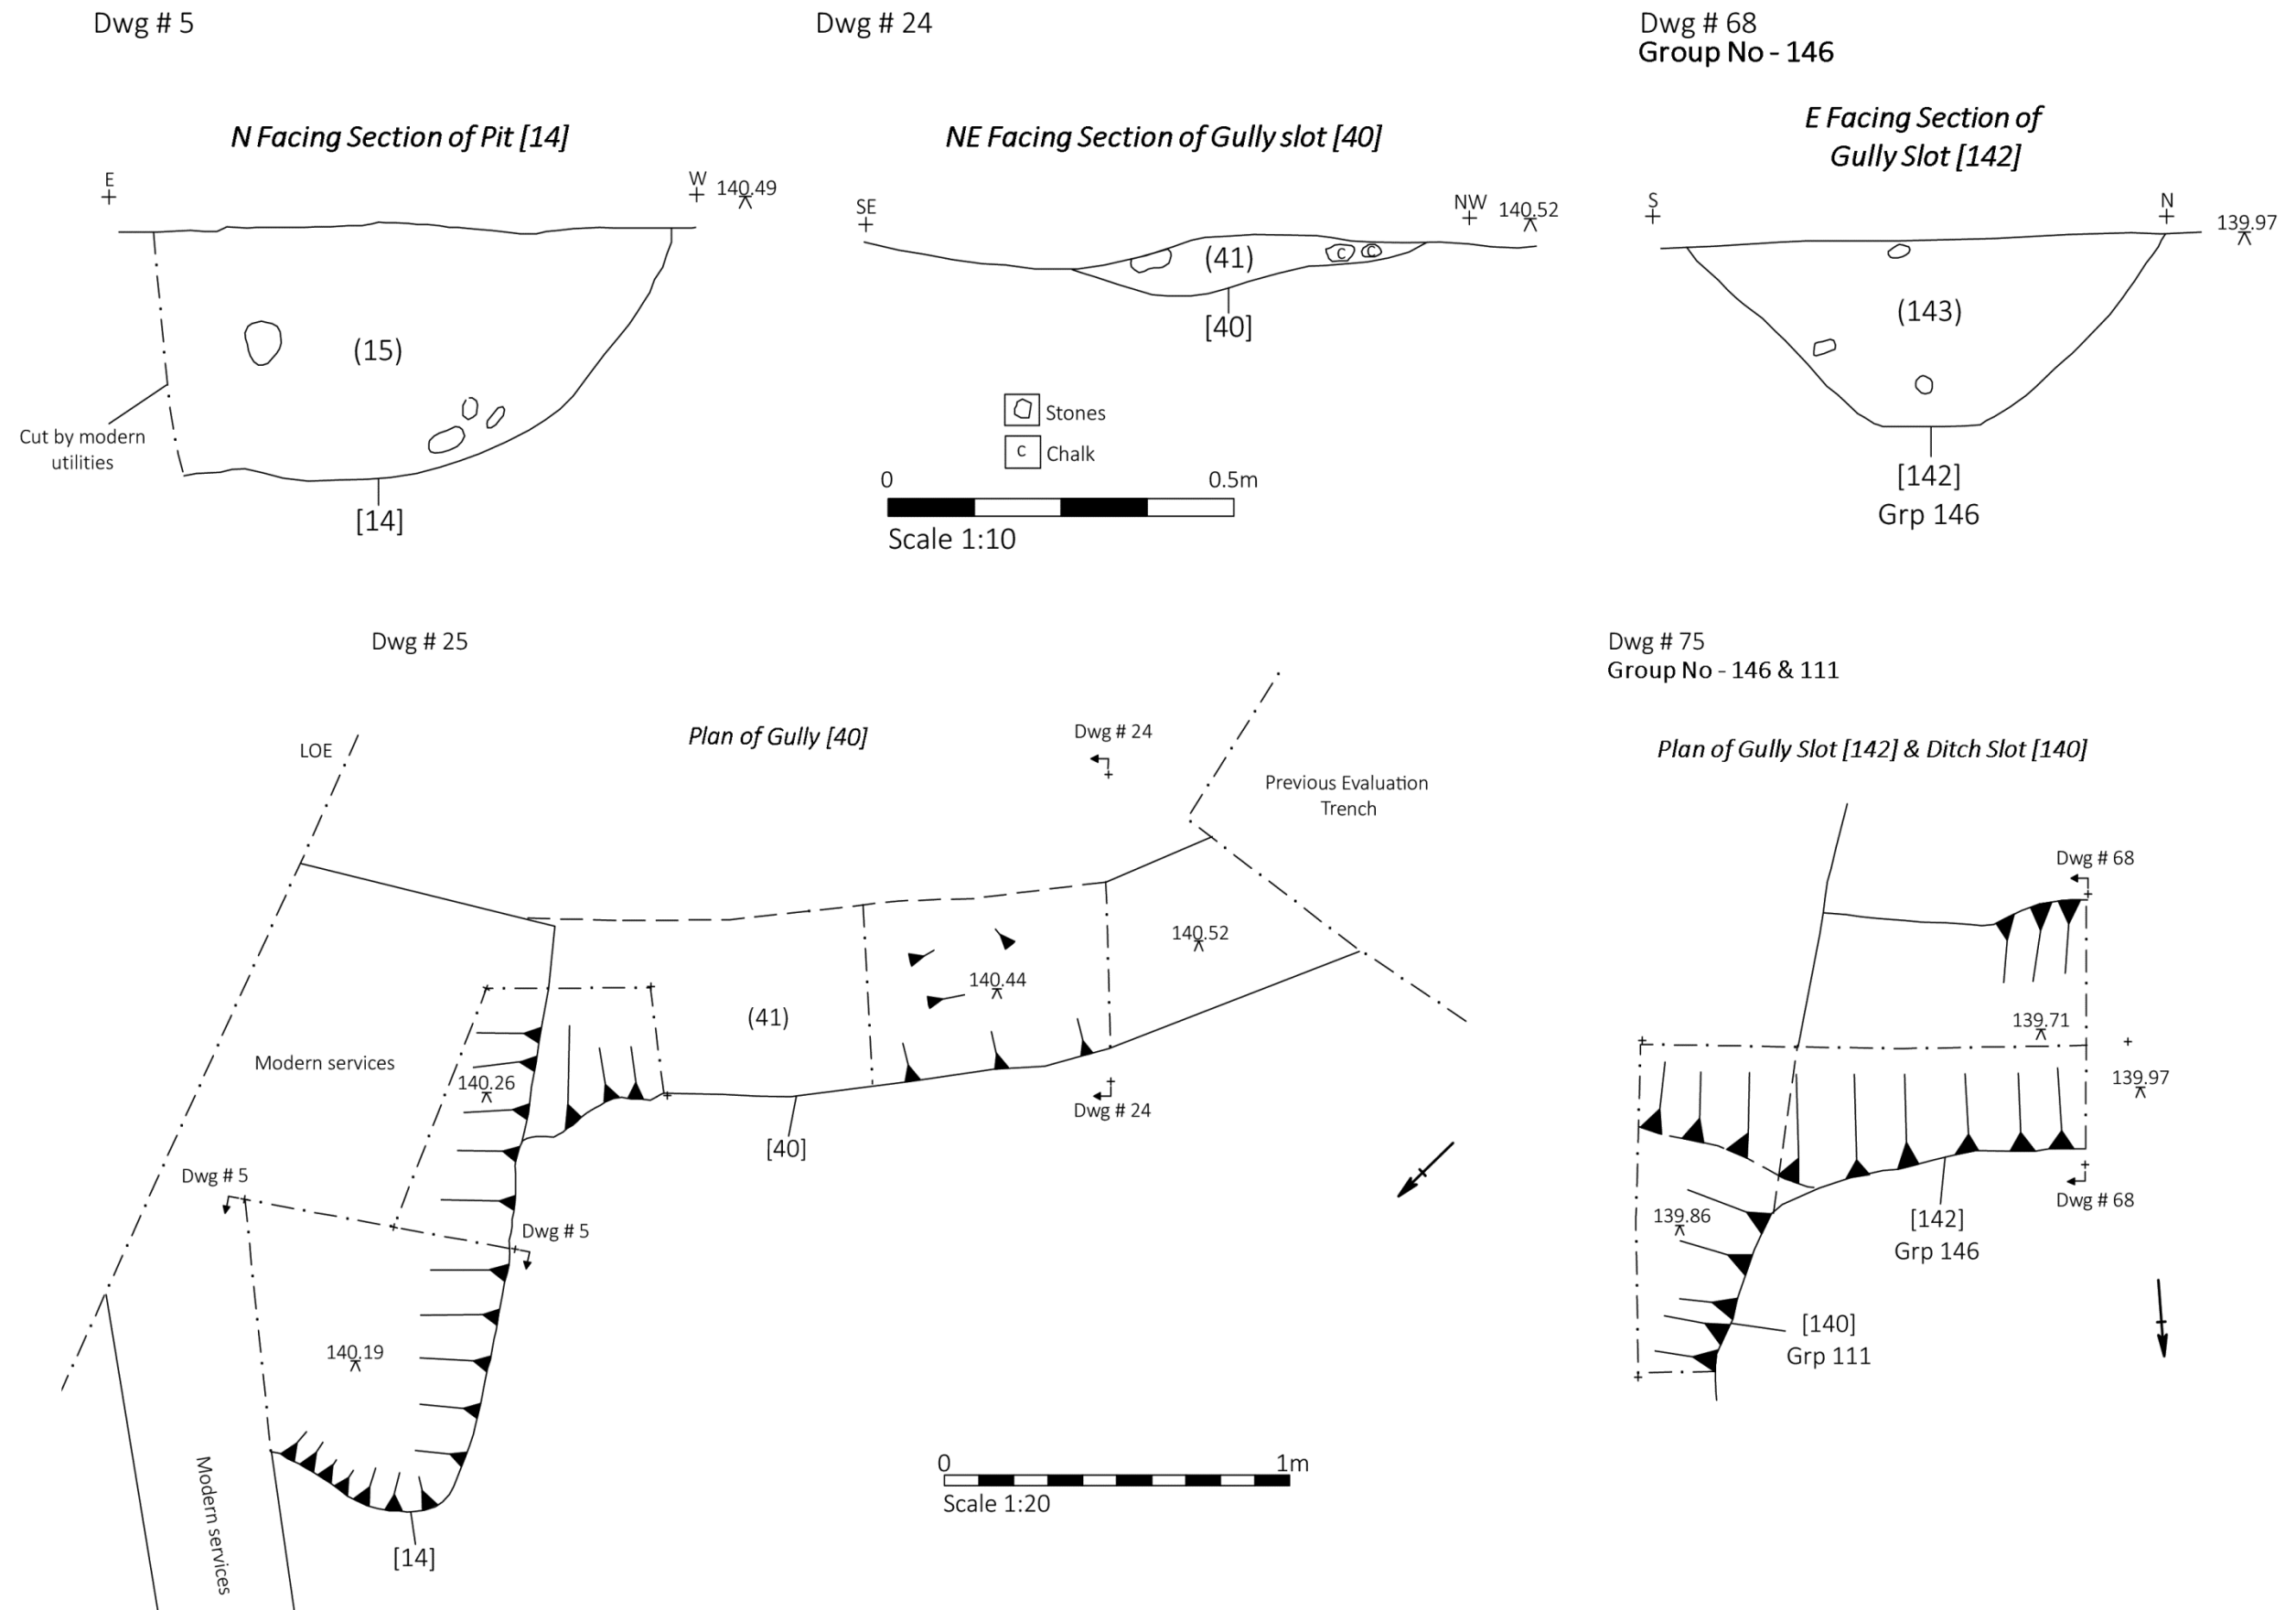 Dwg # 5
N Facing Section of Pit [14]
E
W
140.49
(15)
Cut by modern
utilities
[14]
Dwg # 24
NE Facing Section of Gully slot [40]
SE
NW
140.52
(41)
C
C
[40]
Stones
C
Chalk
0
0.5m
Scale 1:10
Dwg # 68
Group No - 146
E Facing Section of
Gully Slot [142]
S
N
139.97
(143)
[142]
Grp 146
Dwg # 25
Plan of Gully [40]
LOE
Dwg # 24
Previous Evaluation
Trench
140.52
140.44
(41)
Modern services
140.26
Dwg # 24
[40]
Dwg # 5
Dwg # 5
140.19
Modern services
[14]
0
1m
Scale 1:20
Dwg # 75
Group No - 146 & 111
Plan of Gully Slot [142] & Ditch Slot [140]
Dwg # 68
139.71
139.97
Dwg # 68
139.86
[142]
Grp 146
[140]
Grp 111